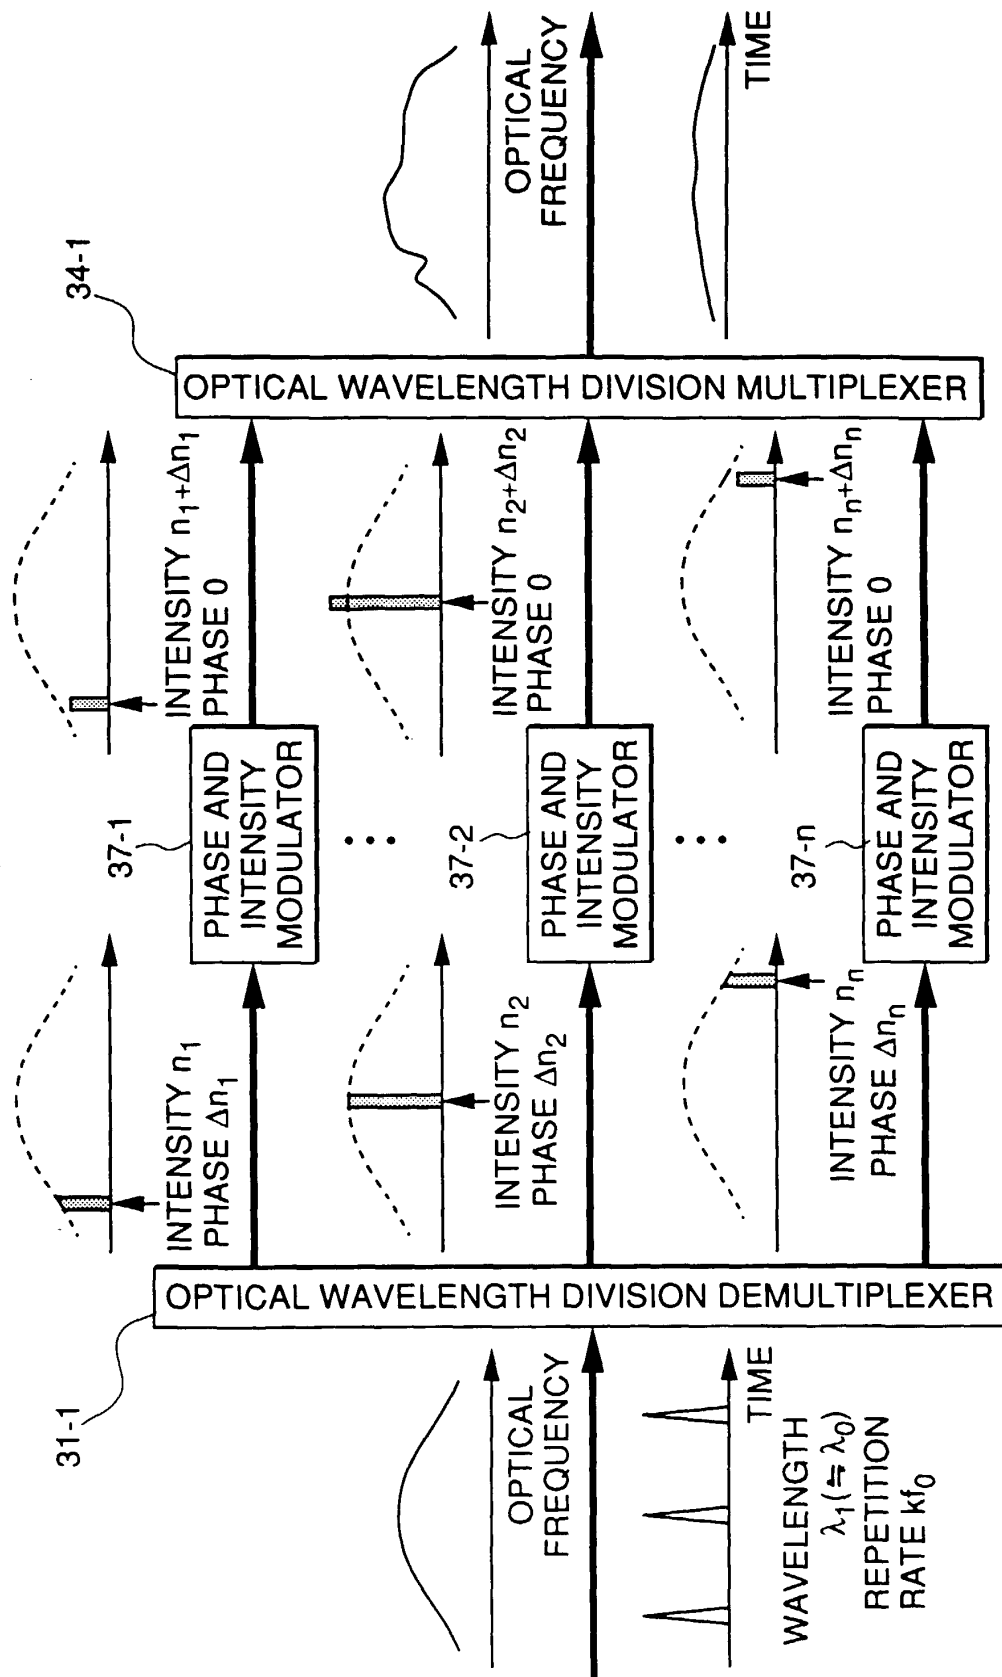 31-1
OPTICAL
FREQUENCY
TIME
WAVELENGTH
λ1(≒λ0)
REPETITION
RATE kf0
OPTICAL WAVELENGTH DIVISION DEMULTIPLEXER
INTENSITY n1
PHASE Δn1
INTENSITY n2
PHASE Δn2
INTENSITY nn
PHASE Δnn
37-1
PHASE AND
INTENSITY
MODULATOR
37-2
PHASE AND
INTENSITY
MODULATOR
37-n
PHASE AND
INTENSITY
MODULATOR
INTENSITY n1+Δn1
PHASE 0
INTENSITY n2+Δn2
PHASE 0
INTENSITY nn+Δnn
PHASE 0
34-1
OPTICAL WAVELENGTH DIVISION MULTIPLEXER
OPTICAL
FREQUENCY
TIME